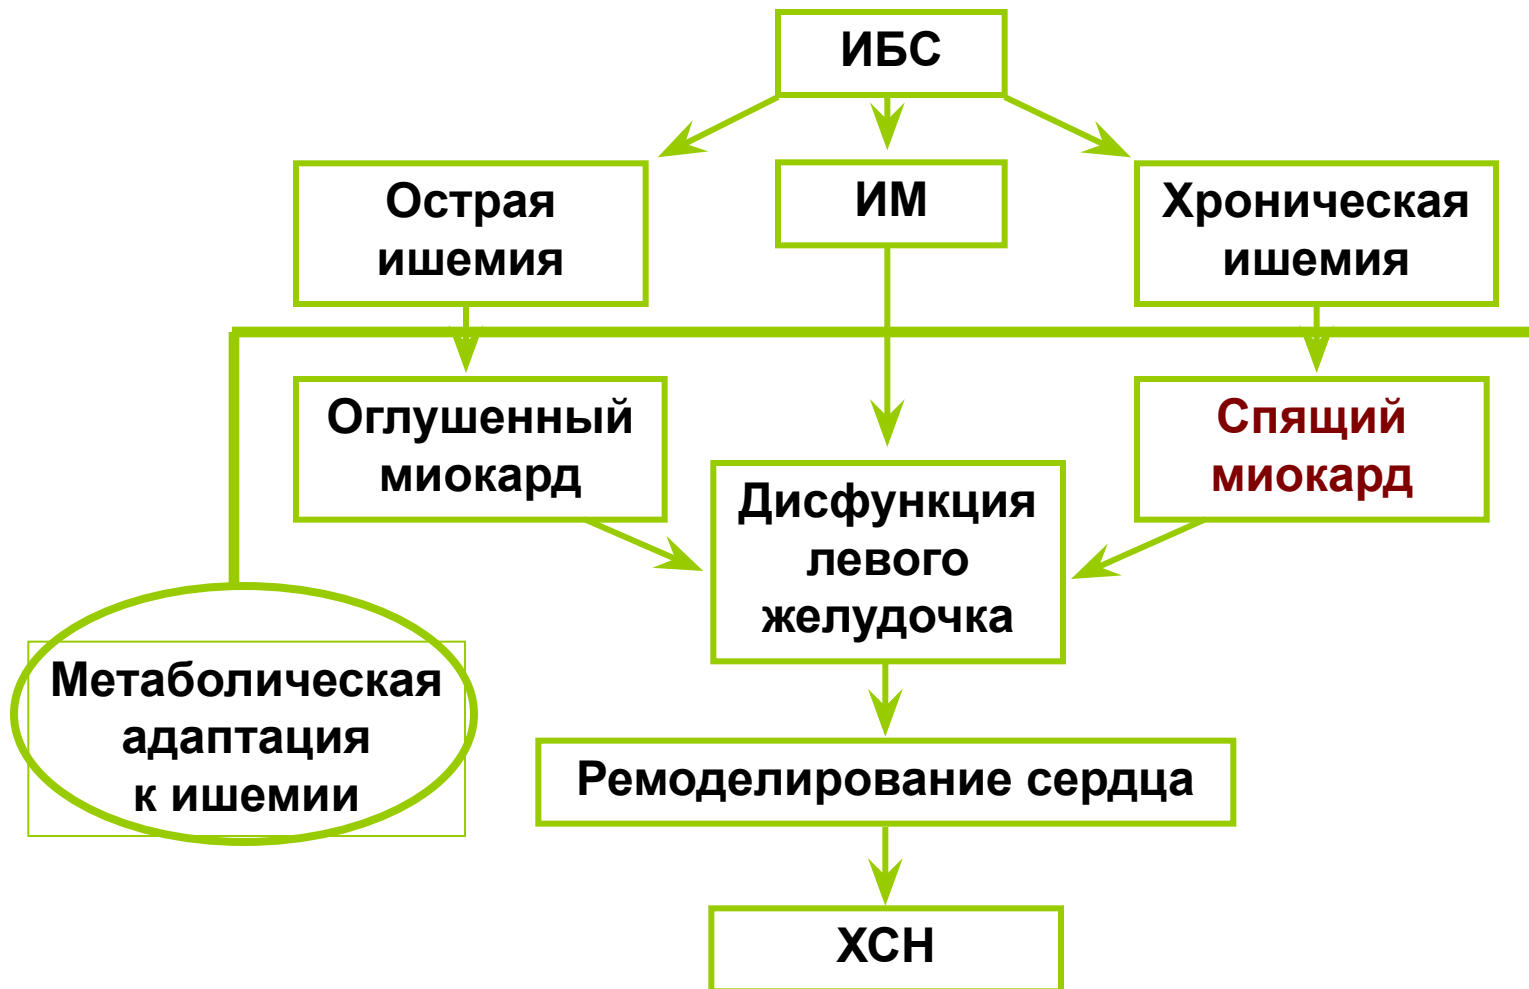 ИБС
Острая
ишемия
ИМ
Хроническая
ишемия
Оглушенный
миокард
Спящий
миокард
Дисфункция
левого
желудочка
Метаболическая
адаптация
к ишемии
Ремоделирование сердца
ХСН